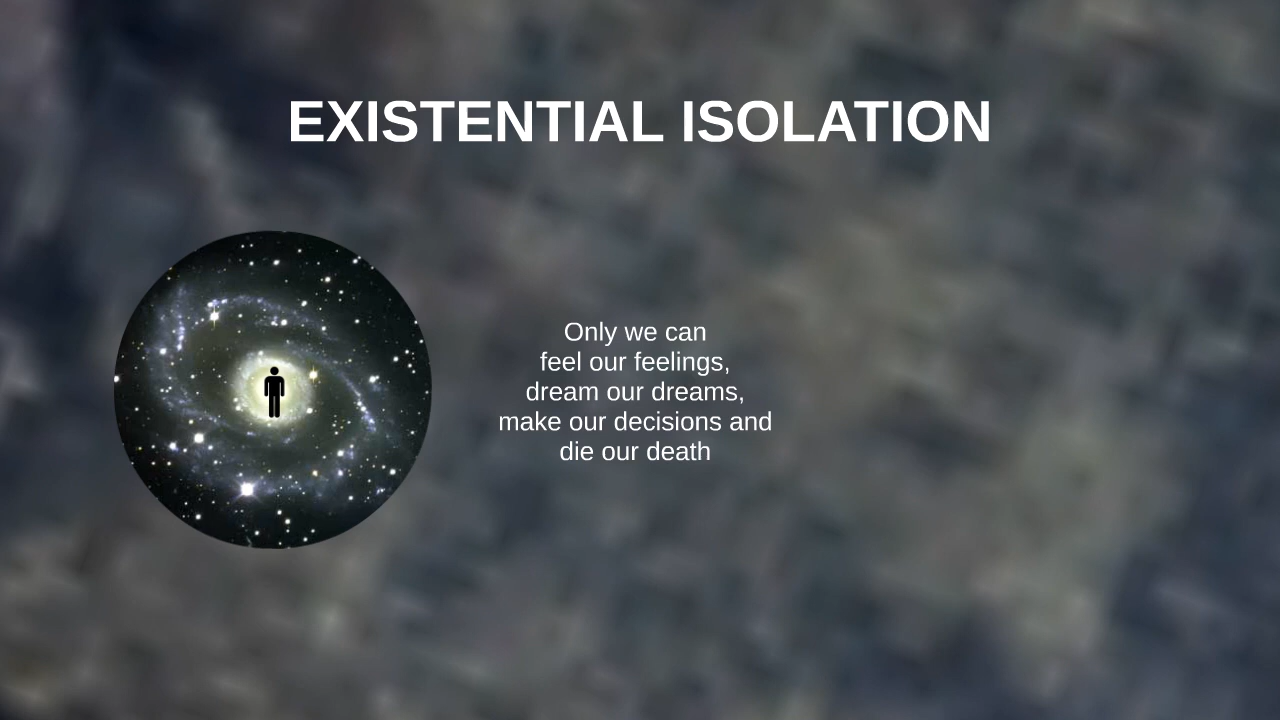 EXISTENTIAL ISOLATION
Only we can
feel our feelings,
dream our dreams,
make our decisions and
die our death